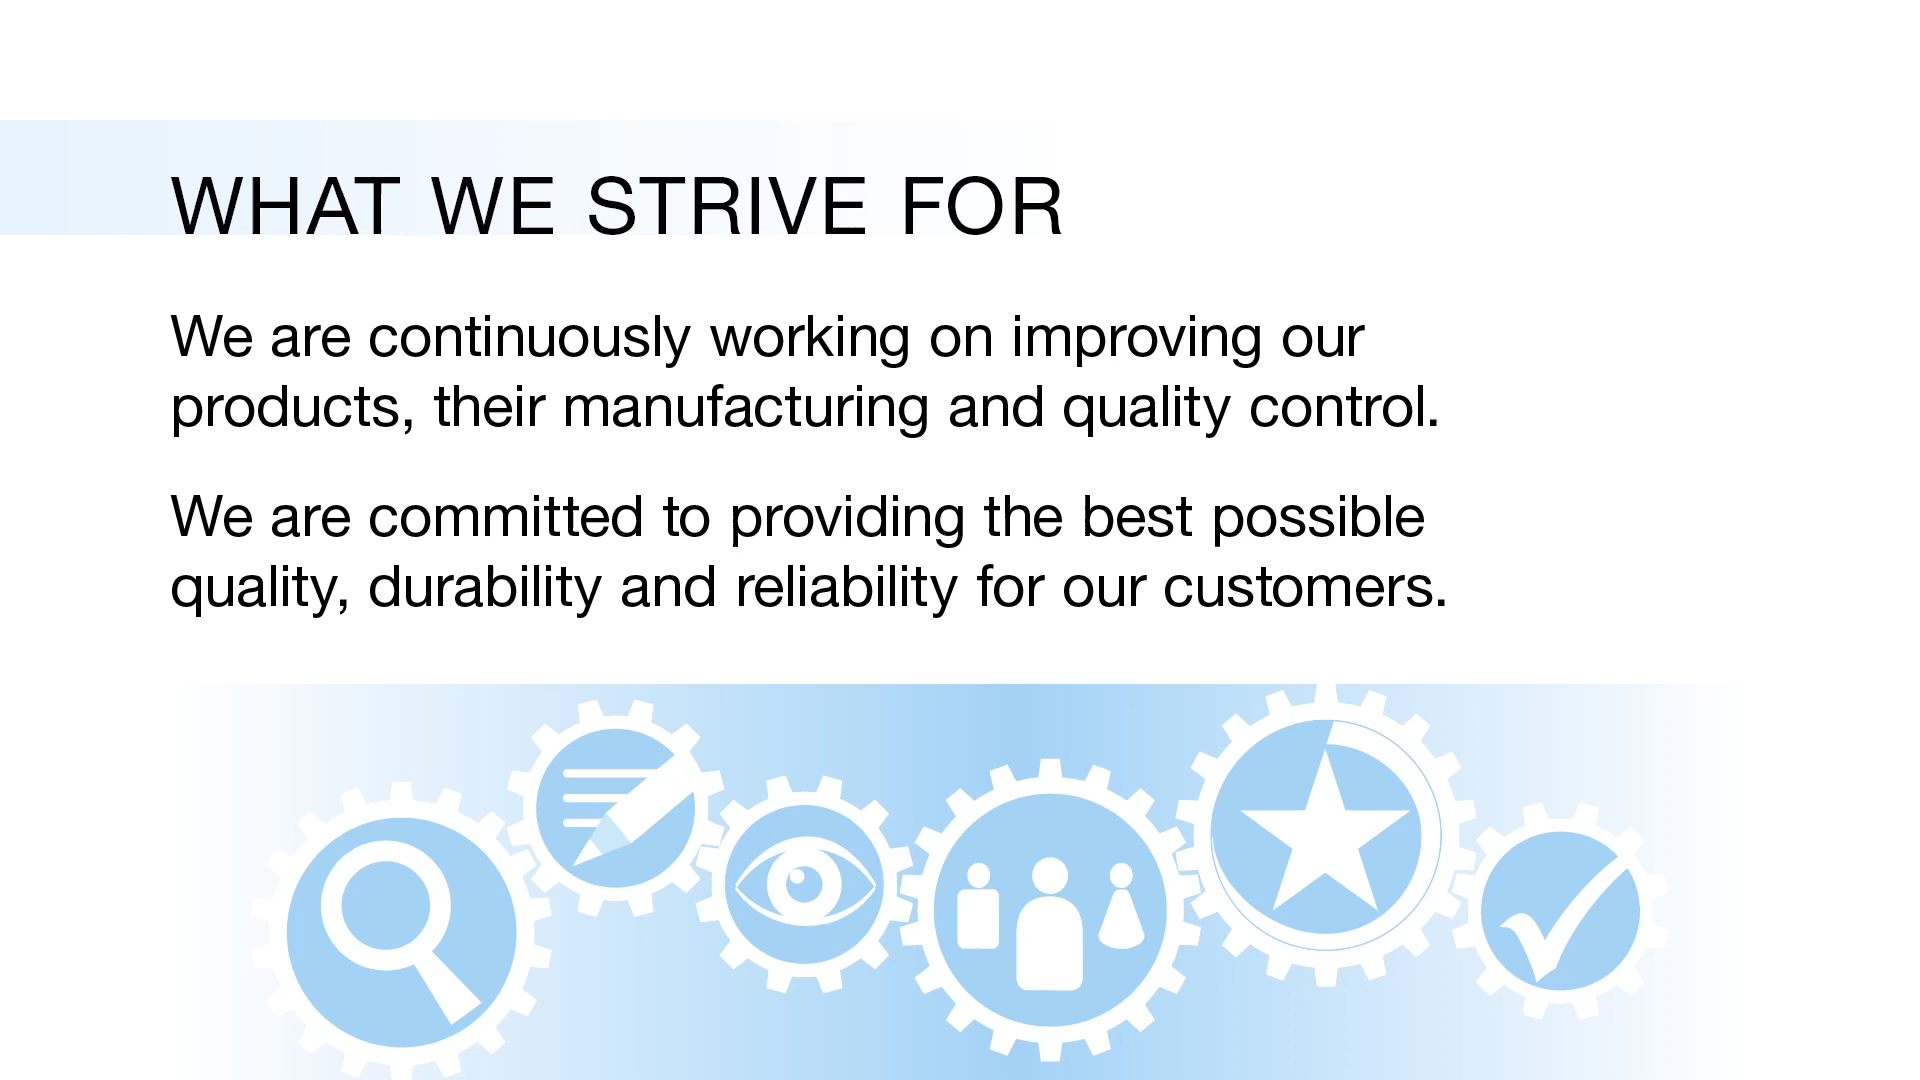 WHAT WE STRIVE FOR
We are continuously working on improving our
products, their manufacturing and quality control.
We are committed to providing the best possible
quality, durability and reliability for our customers.